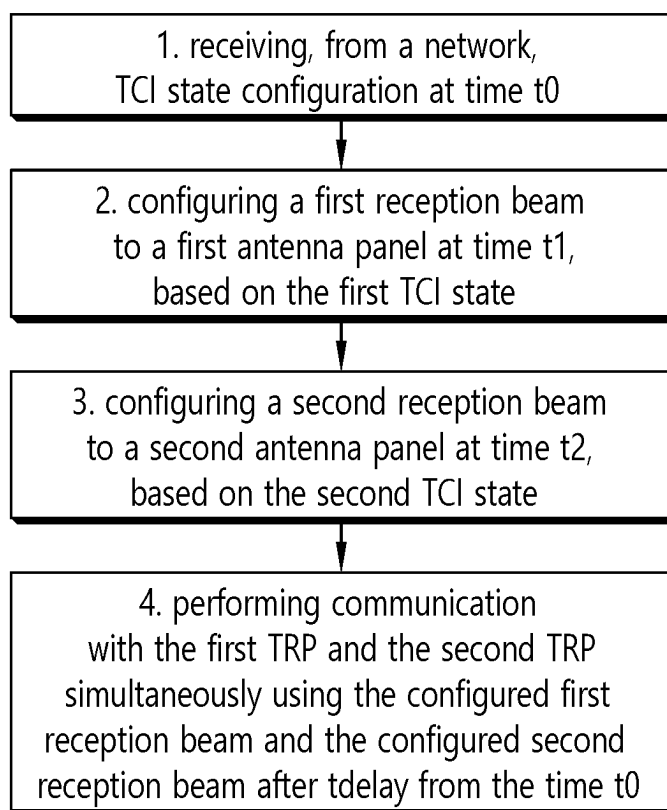 1. receiving, from a network,
TCI state configuration at time t0
2. configuring a first reception beam
to a first antenna panel at time t1,
based on the first TCI state
3. configuring a second reception beam
to a second antenna panel at time t2,
based on the second TCI state
4. performing communication
with the first TRP and the second TRP
simultaneously using the configured first
reception beam and the configured second
reception beam after tdelay from the time t0